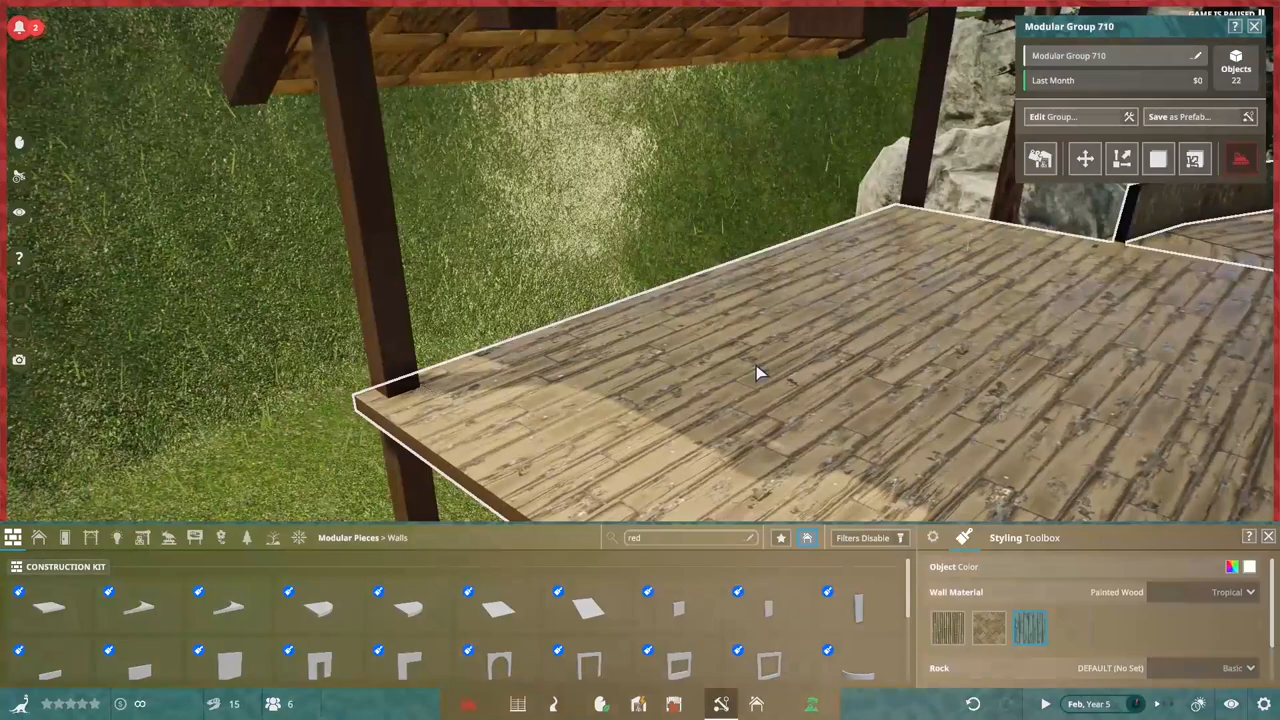 GAME IS PAUSED
2
Modular Group 710
?
Modular Group 710
Objects
22
Last Month $0
Edit Group...
Save as Prefab...
12
?
Modular Pieces > Walls
red
Filters Disable
Styling Toolbox
?
CONSTRUCTION KIT
Object Color
Wall Material Painted Wood Tropical
Rock DEFAULT (No Set) Basic
15
6
Feb, Year 5